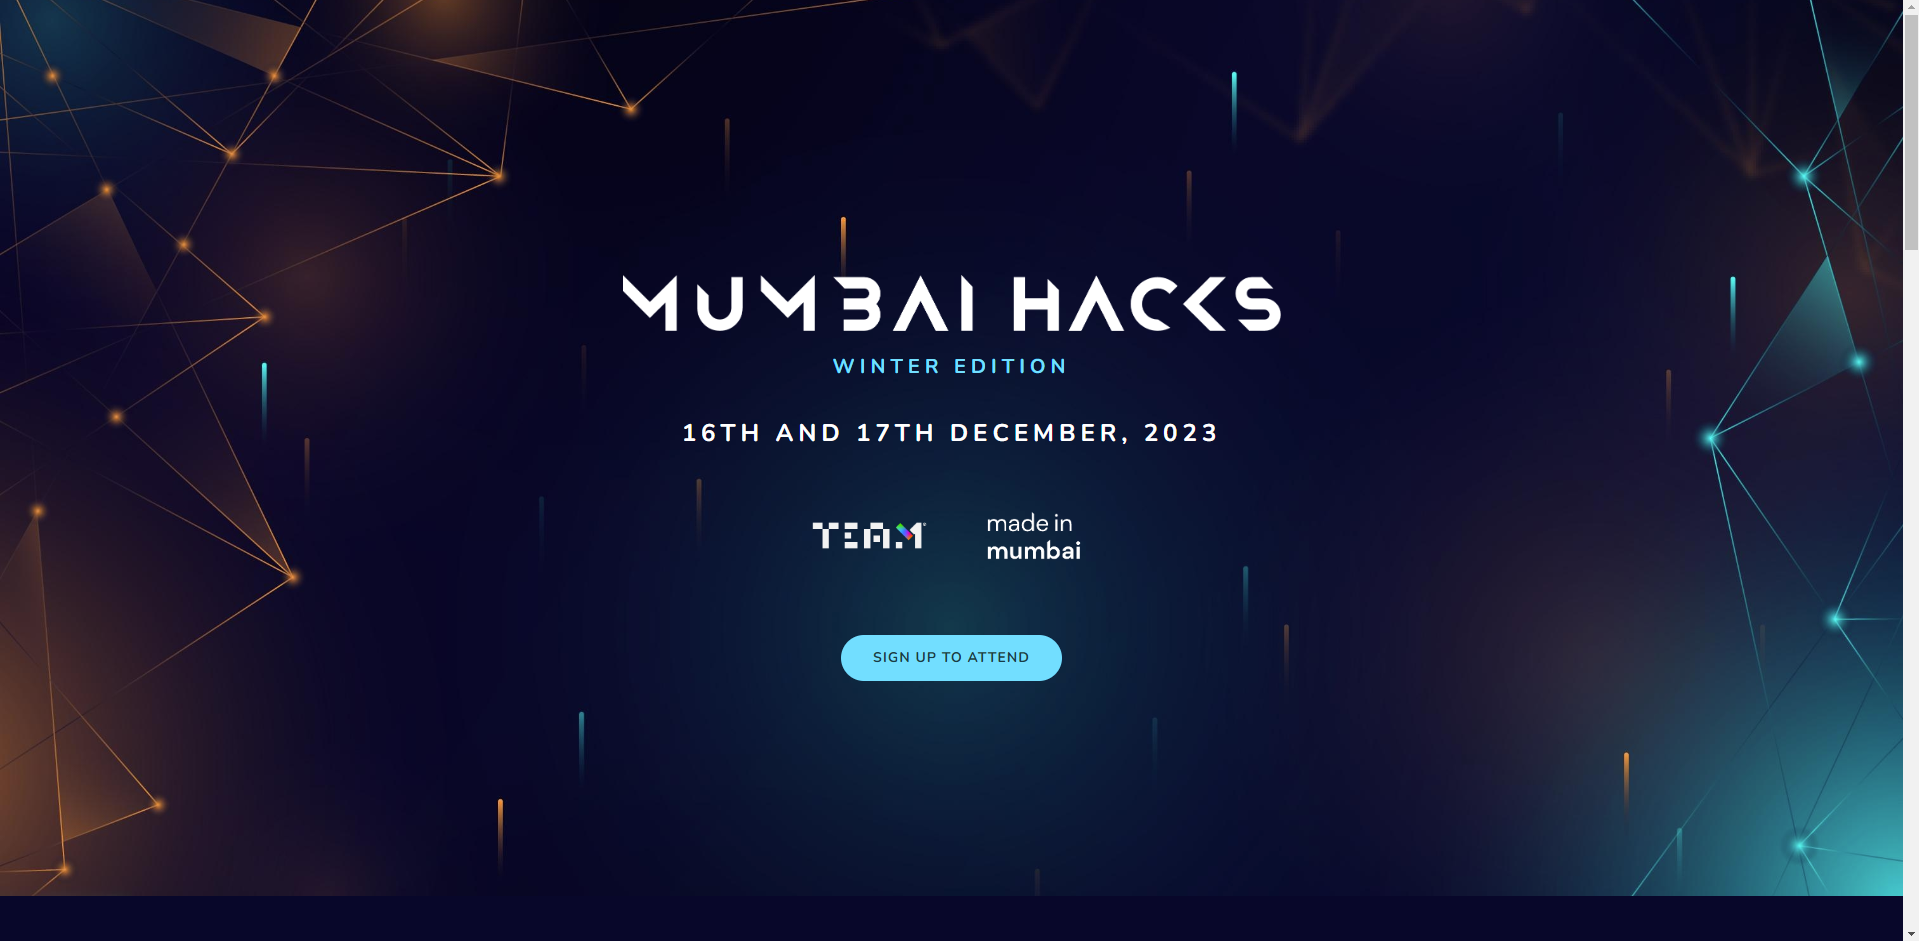 MUMBAI HACKS
WINTER EDITION
16TH AND 17TH DECEMBER, 2023
TEAM
made in
mumbai
SIGN UP TO ATTEND